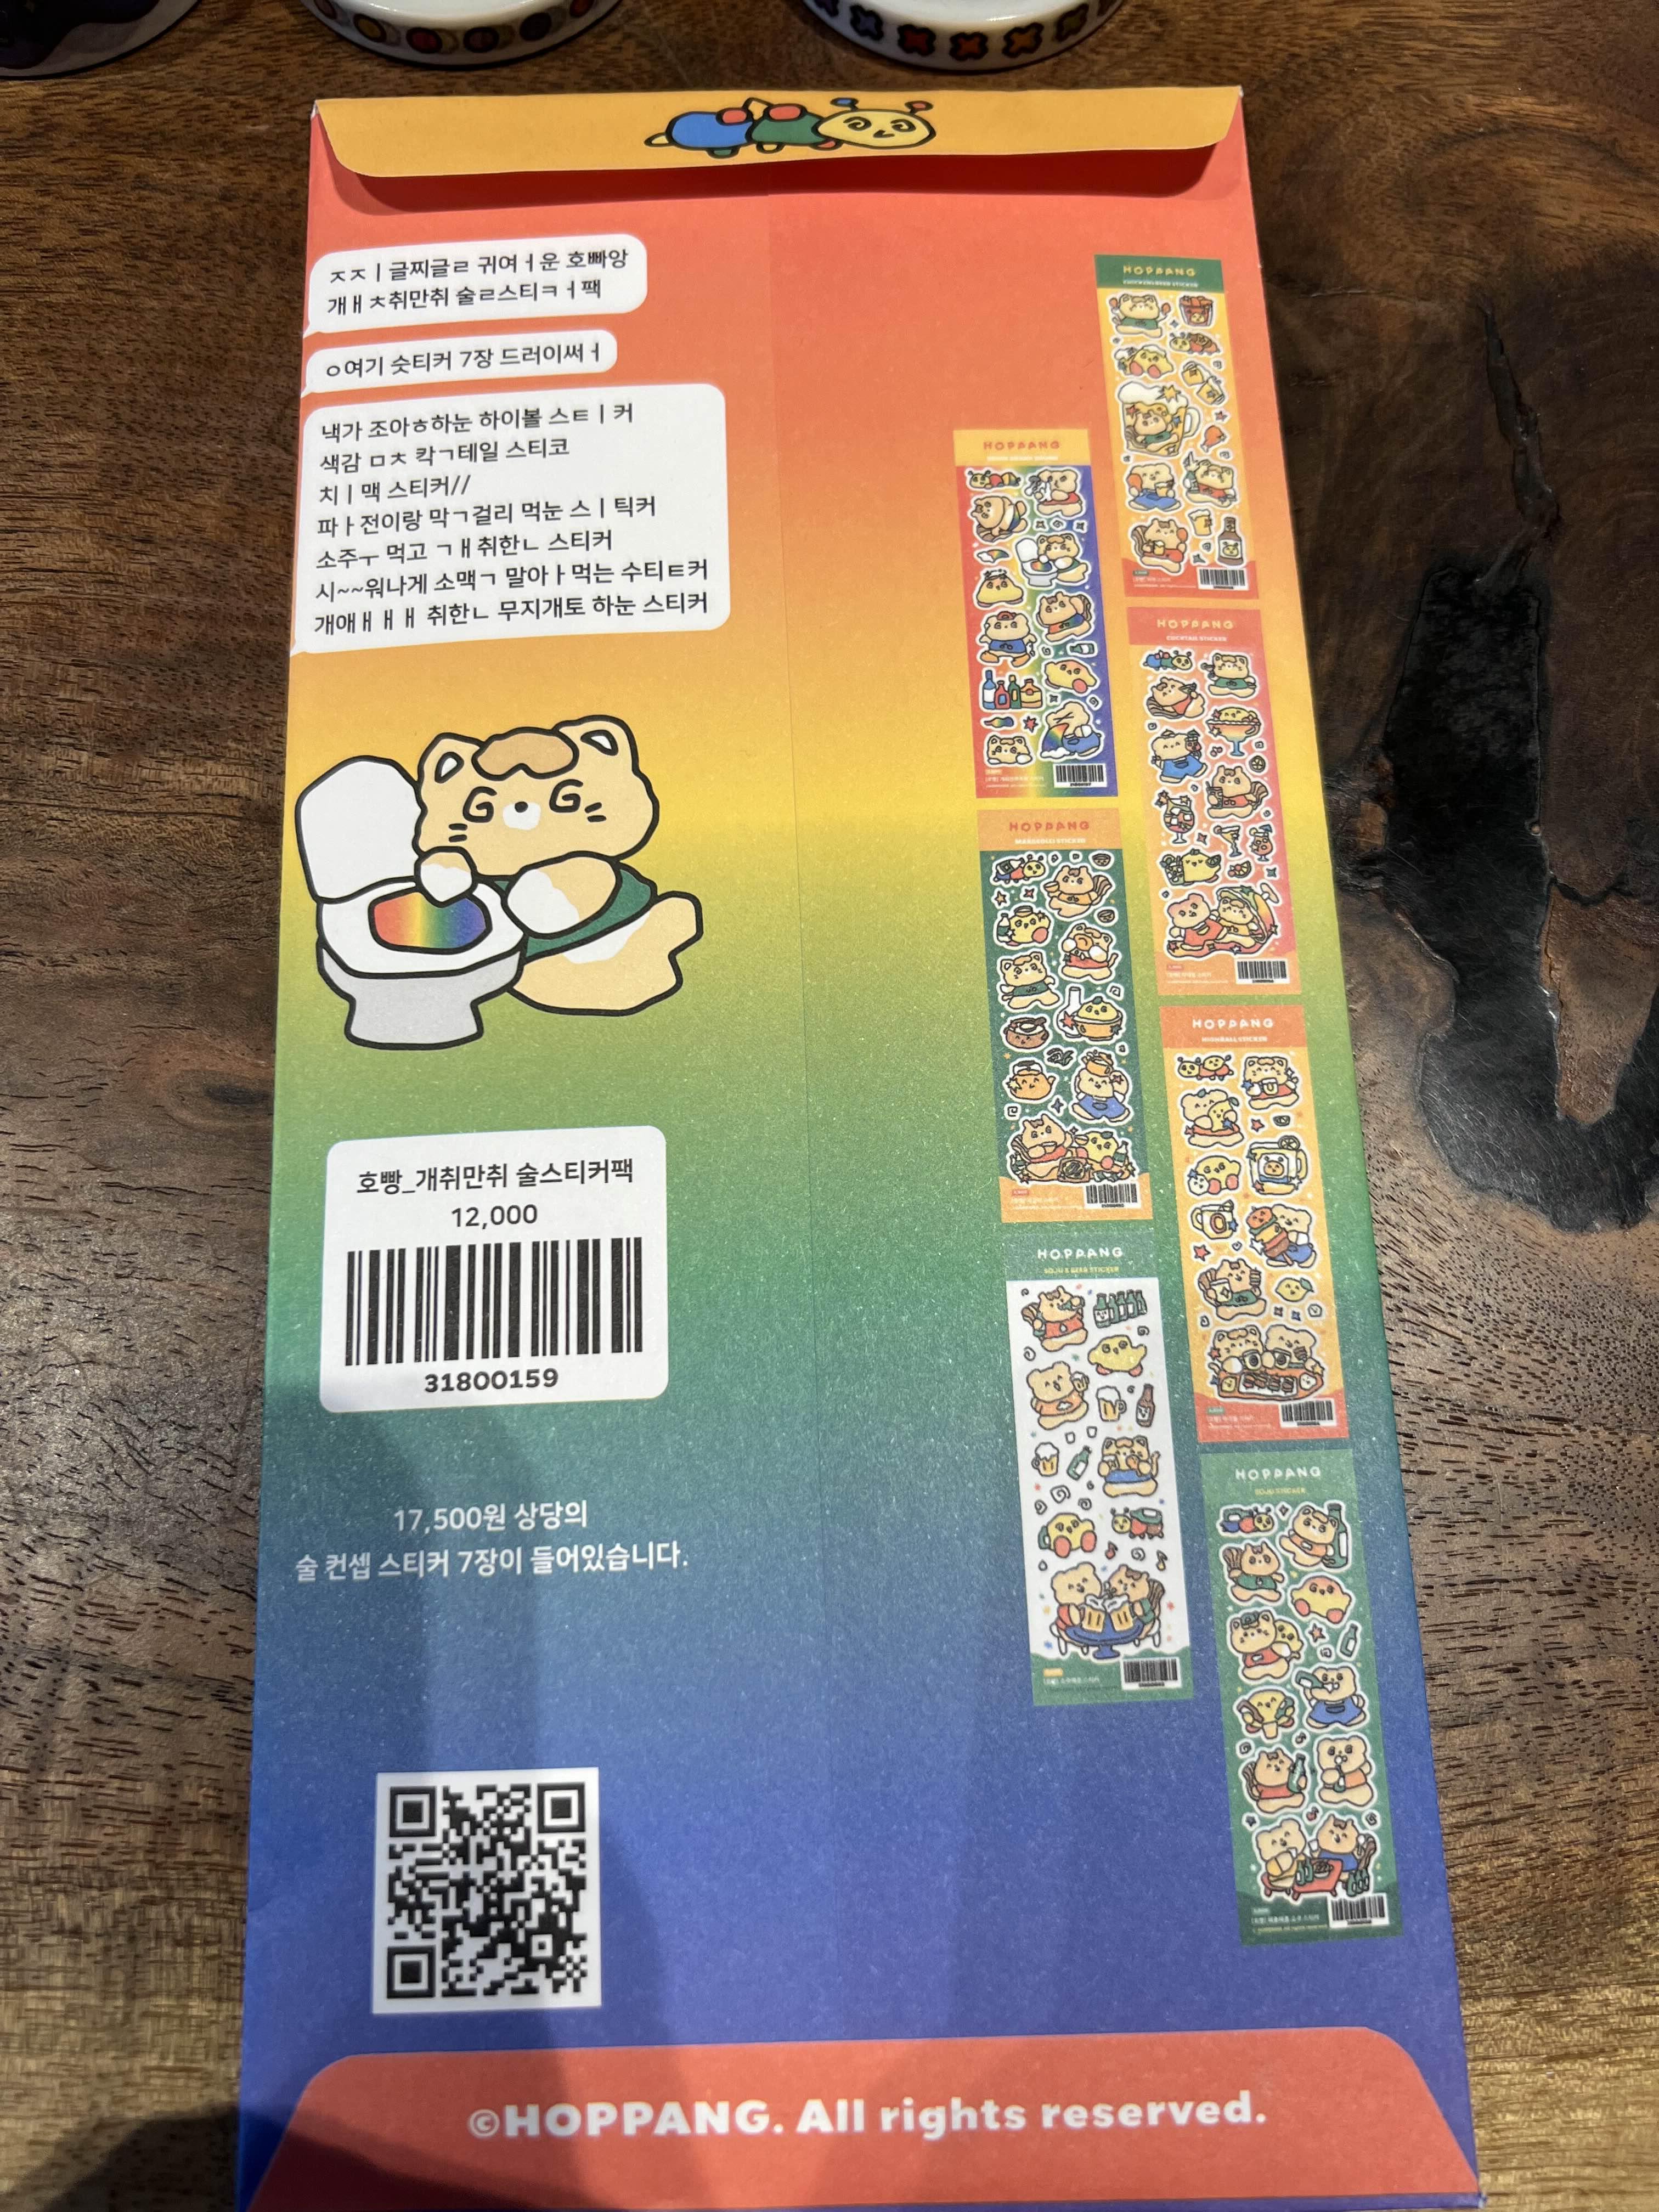 ㅈㅈㅣ글찌글ㄹ 귀여ㅓ운 호빠앙
개ㅐㅊ취만취 술ㄹ스티ㅋㅓ팩
ㅇ여기 슷티커 7장 드러이써ㅓ
낵가 조아ㅎ하눈 하이볼 스ㅌㅣ커
색감 ㅁㅊ 칵ㄱ테일 스티코
치ㅣ맥 스티커//
파ㅏ전이랑 막ㄱ걸리 먹눈 스ㅣ틱커
소주ㅜ 먹고 ㄱㅐ취한ㄴ 스티커
시~~워나게 소맥ㄱ 말아ㅏ먹는 수티ㅌ커
개애ㅐㅐㅐ 취한ㄴ 무지개토 하눈 스티커
호빵_개취만취 술스티커팩
12,000
31800159
17,500원 상당의
술 컨셉 스티커 7장이 들어있습니다.
HOPPANG
CHICKEN&BEER STICKER
HOPPANG
HOPPANG
COCKTAIL STICKER
HOPPANG
MAKGEOLLI STICKER
HOPPANG
HIGHBALL STICKER
HOPPANG
SOJU & BEER STICKER
HOPPANG
SOJU STICKER
©HOPPANG. All rights reserved.